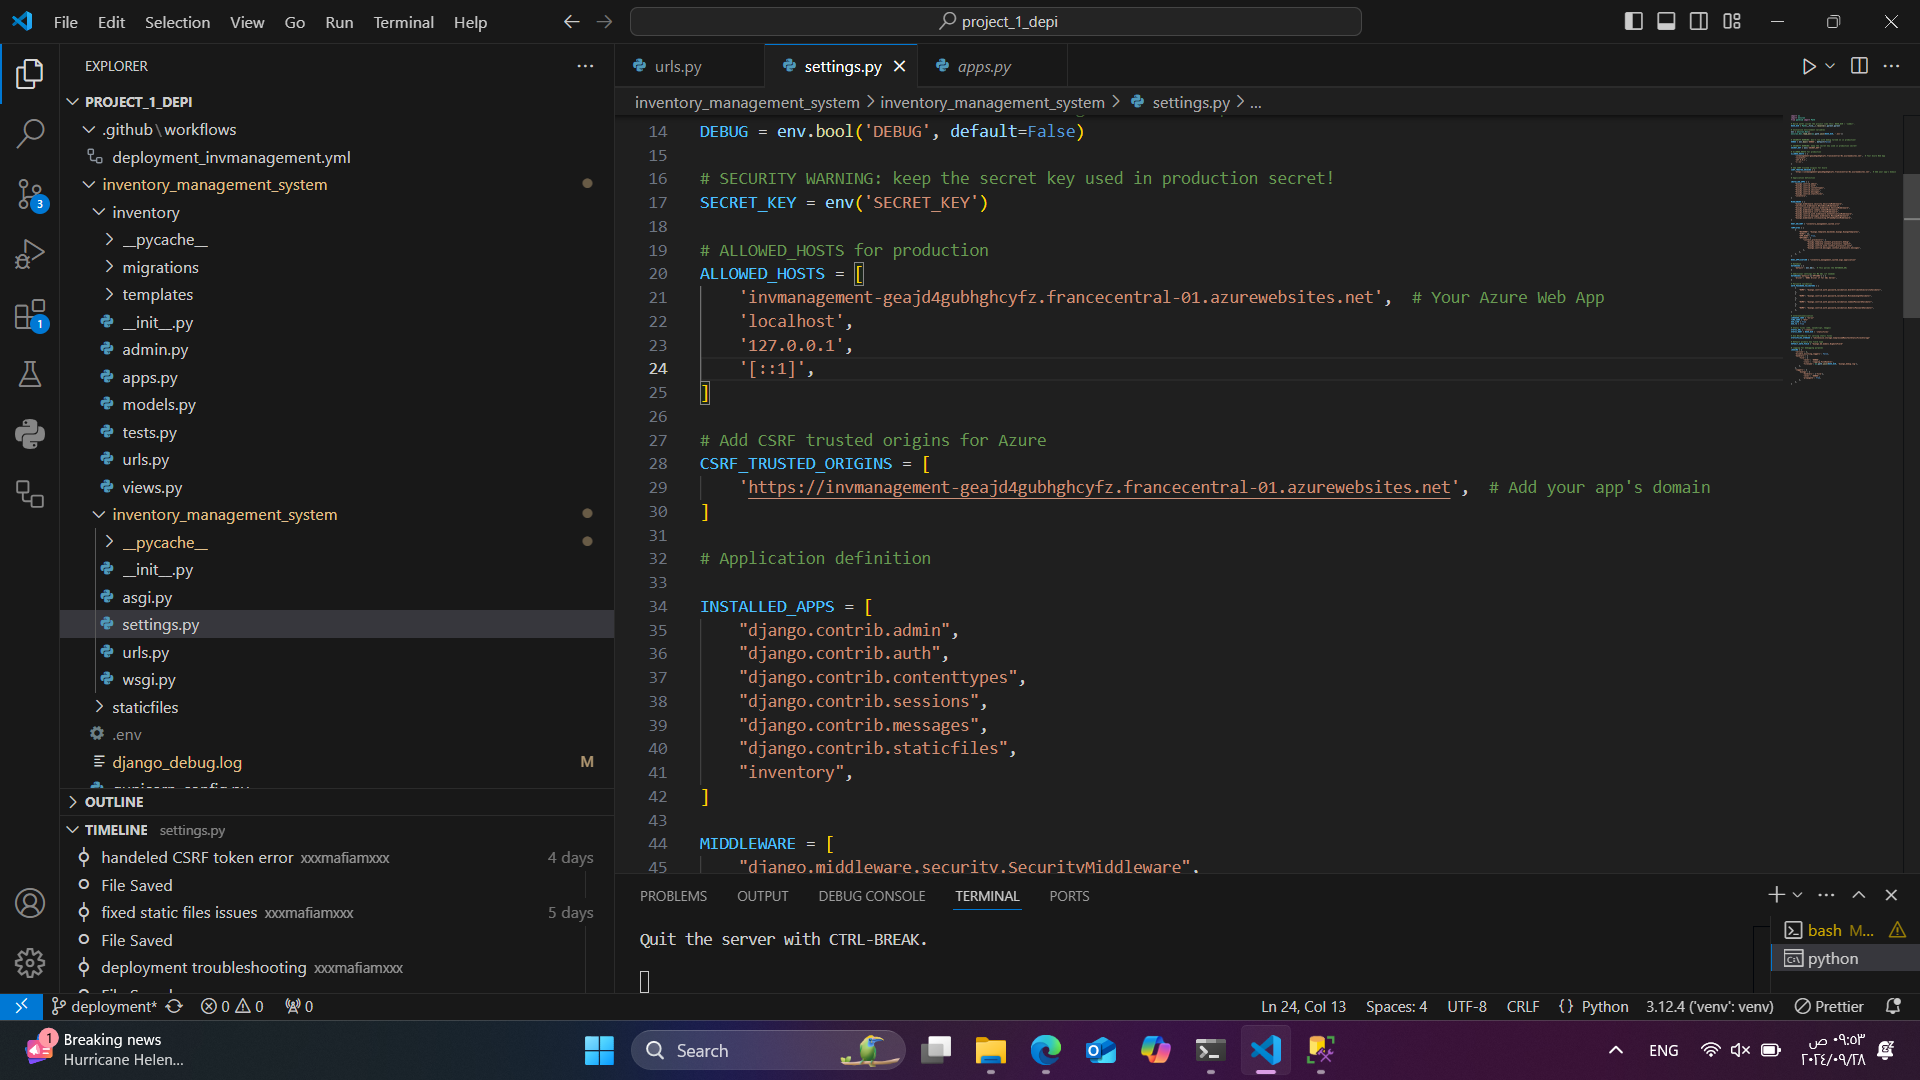 File Edit Selection View Go Run Terminal Help
project_1_depi
EXPLORER
PROJECT_1_DEPI
.github\workflows
deployment_invmanagement.yml
inventory_management_system
inventory
__pycache__
migrations
templates
__init__.py
admin.py
apps.py
models.py
tests.py
urls.py
views.py
inventory_management_system
__pycache__
__init__.py
asgi.py
settings.py
urls.py
wsgi.py
staticfiles
.env
django_debug.log M
OUTLINE
TIMELINE settings.py
handeled CSRF token error xxxmafiamxxx 4 days
File Saved
fixed static files issues xxxmafiamxxx 5 days
File Saved
deployment troubleshooting xxxmafiamxxx
3
1
urls.py settings.py apps.py
inventory_management_system > inventory_management_system > settings.py > ...
14 DEBUG = env.bool('DEBUG', default=False)
15
16 # SECURITY WARNING: keep the secret key used in production secret!
17 SECRET_KEY = env('SECRET_KEY')
18
19 # ALLOWED_HOSTS for production
20 ALLOWED_HOSTS = [
21 'invmanagement-geajd4gubhghcyfz.francecentral-01.azurewebsites.net', # Your Azure Web App
22 'localhost',
23 '127.0.0.1',
24 '[::1]',
25 ]
26
27 # Add CSRF trusted origins for Azure
28 CSRF_TRUSTED_ORIGINS = [
29 'https://invmanagement-geajd4gubhghcyfz.francecentral-01.azurewebsites.net', # Add your app's domain
30 ]
31
32 # Application definition
33
34 INSTALLED_APPS = [
35 "django.contrib.admin",
36 "django.contrib.auth",
37 "django.contrib.contenttypes",
38 "django.contrib.sessions",
39 "django.contrib.messages",
40 "django.contrib.staticfiles",
41 "inventory",
42 ]
43
44 MIDDLEWARE = [
45 "django.middleware.security.SecurityMiddleware",
PROBLEMS OUTPUT DEBUG CONSOLE TERMINAL PORTS
Quit the server with CTRL-BREAK.
bash M...
python
deployment* 0 0 0
Ln 24, Col 13 Spaces: 4 UTF-8 CRLF {} Python 3.12.4 ('venv': venv) Prettier
1
Breaking news
Hurricane Helen...
Search
ENG
٠٩:٥٣ ص
٢٠٢٤/٠٩/٢٨